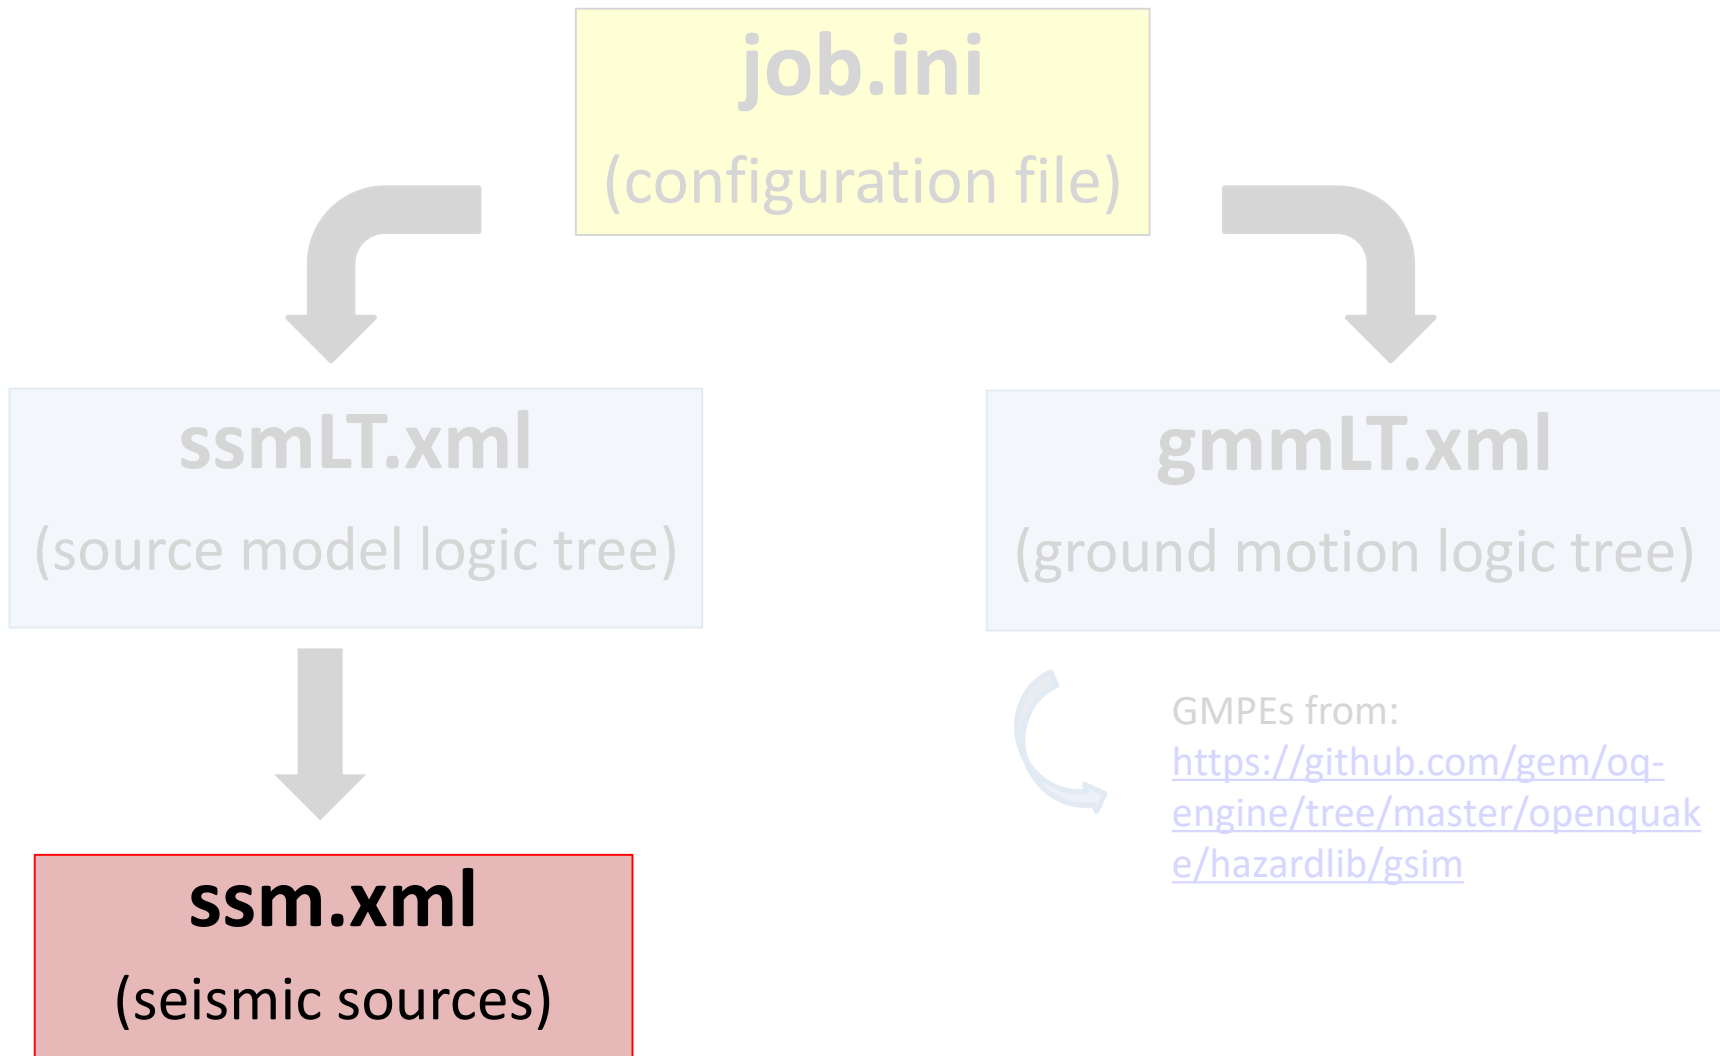 job.ini
(configuration file)
ssmLT.xml
(source model logic tree)
gmmLT.xml
(ground motion logic tree)
GMPEs from:
https://github.com/gem/oq-
engine/tree/master/openquak
e/hazardlib/gsim
ssm.xml
(seismic sources)